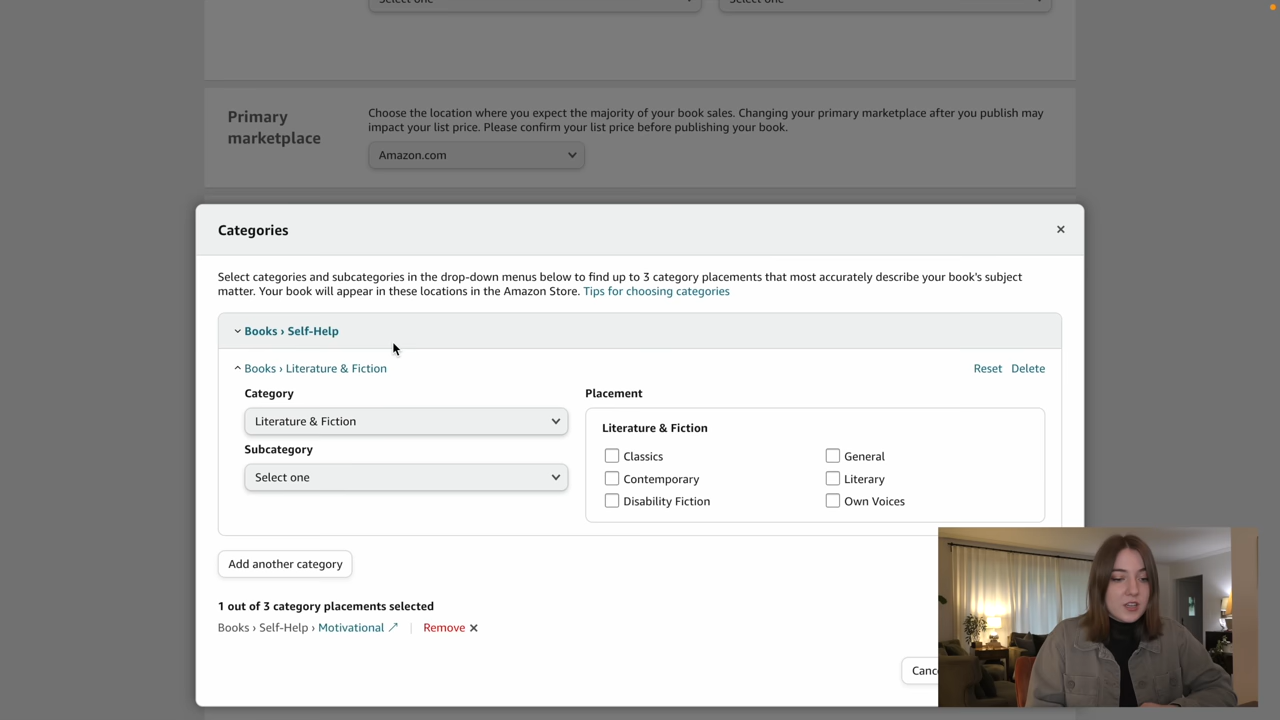 Select one
Select one
Primary
marketplace
Choose the location where you expect the majority of your book sales. Changing your primary marketplace after you publish may
impact your list price. Please confirm your list price before publishing your book.
Amazon.com
Categories
Select categories and subcategories in the drop-down menus below to find up to 3 category placements that most accurately describe your book's subject
matter. Your book will appear in these locations in the Amazon Store. Tips for choosing categories
Books › Self-Help
Books › Literature & Fiction
Reset Delete
Category
Placement
Literature & Fiction
Literature & Fiction
Subcategory
Classics
General
Select one
Contemporary
Literary
Disability Fiction
Own Voices
Add another category
1 out of 3 category placements selected
Books › Self-Help › Motivational ↗ | Remove ×